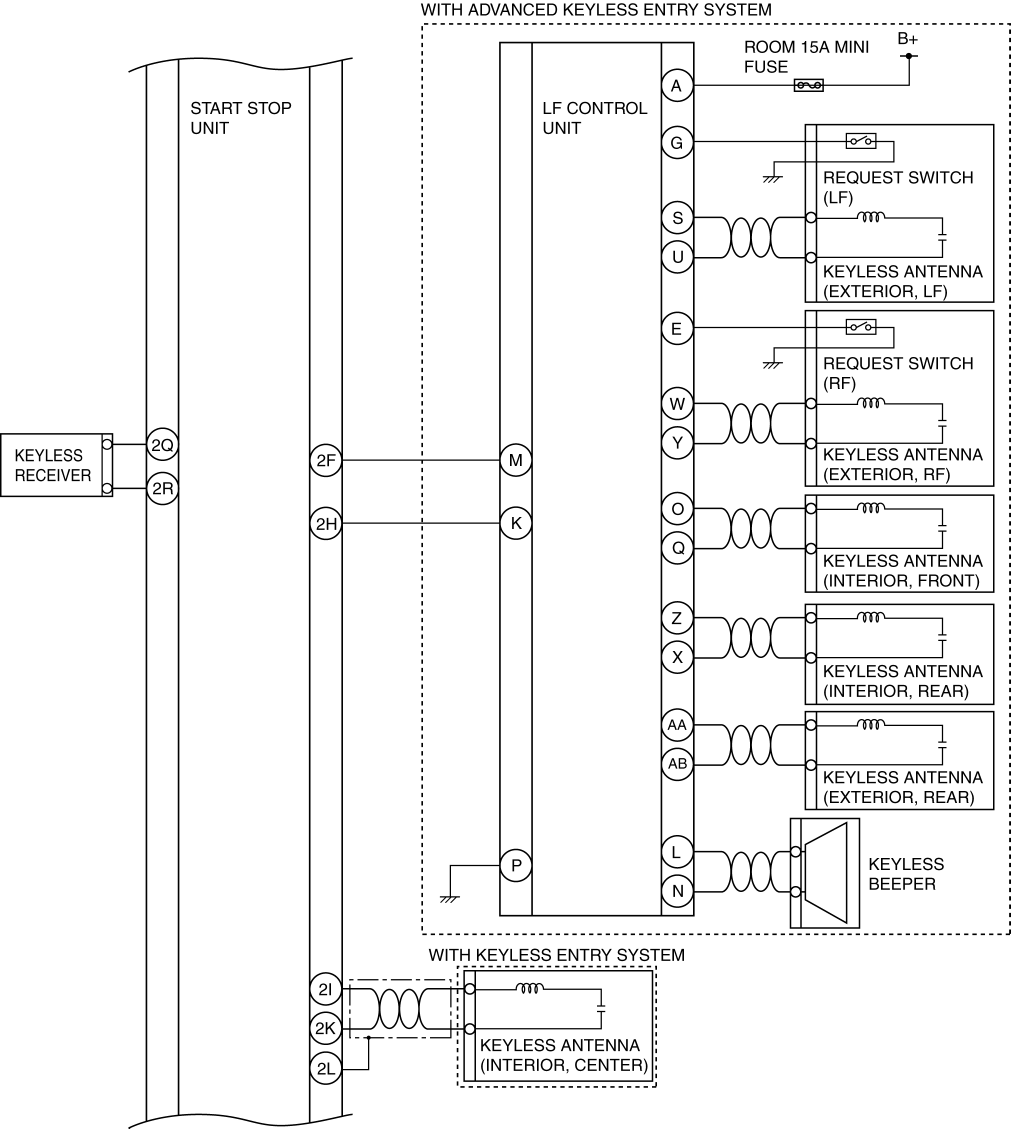 WITH ADVANCED KEYLESS ENTRY SYSTEM
START STOP
UNIT
LF CONTROL
UNIT
ROOM 15A MINI
FUSE
B+
A
G
REQUEST SWITCH
(LF)
S
U
KEYLESS ANTENNA
(EXTERIOR, LF)
E
REQUEST SWITCH
(RF)
W
Y
KEYLESS ANTENNA
(EXTERIOR, RF)
KEYLESS
RECEIVER
2Q
2R
2F
M
2H
K
O
Q
KEYLESS ANTENNA
(INTERIOR, FRONT)
Z
X
KEYLESS ANTENNA
(INTERIOR, REAR)
AA
AB
KEYLESS ANTENNA
(EXTERIOR, REAR)
P
L
N
KEYLESS
BEEPER
WITH KEYLESS ENTRY SYSTEM
2I
2K
2L
KEYLESS ANTENNA
(INTERIOR, CENTER)